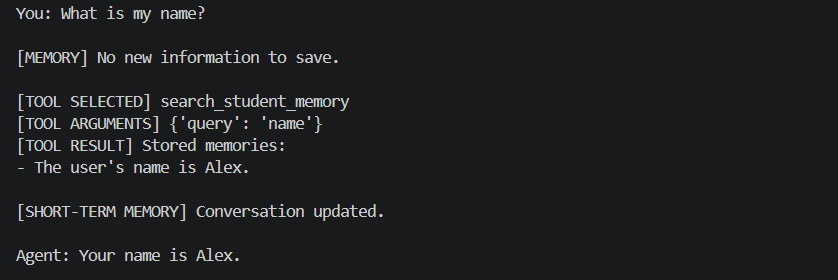 You: What is my name?
[MEMORY] No new information to save.
[TOOL SELECTED] search_student_memory
[TOOL ARGUMENTS] {'query': 'name'}
[TOOL RESULT] Stored memories:
- The user's name is Alex.
[SHORT-TERM MEMORY] Conversation updated.
Agent: Your name is Alex.